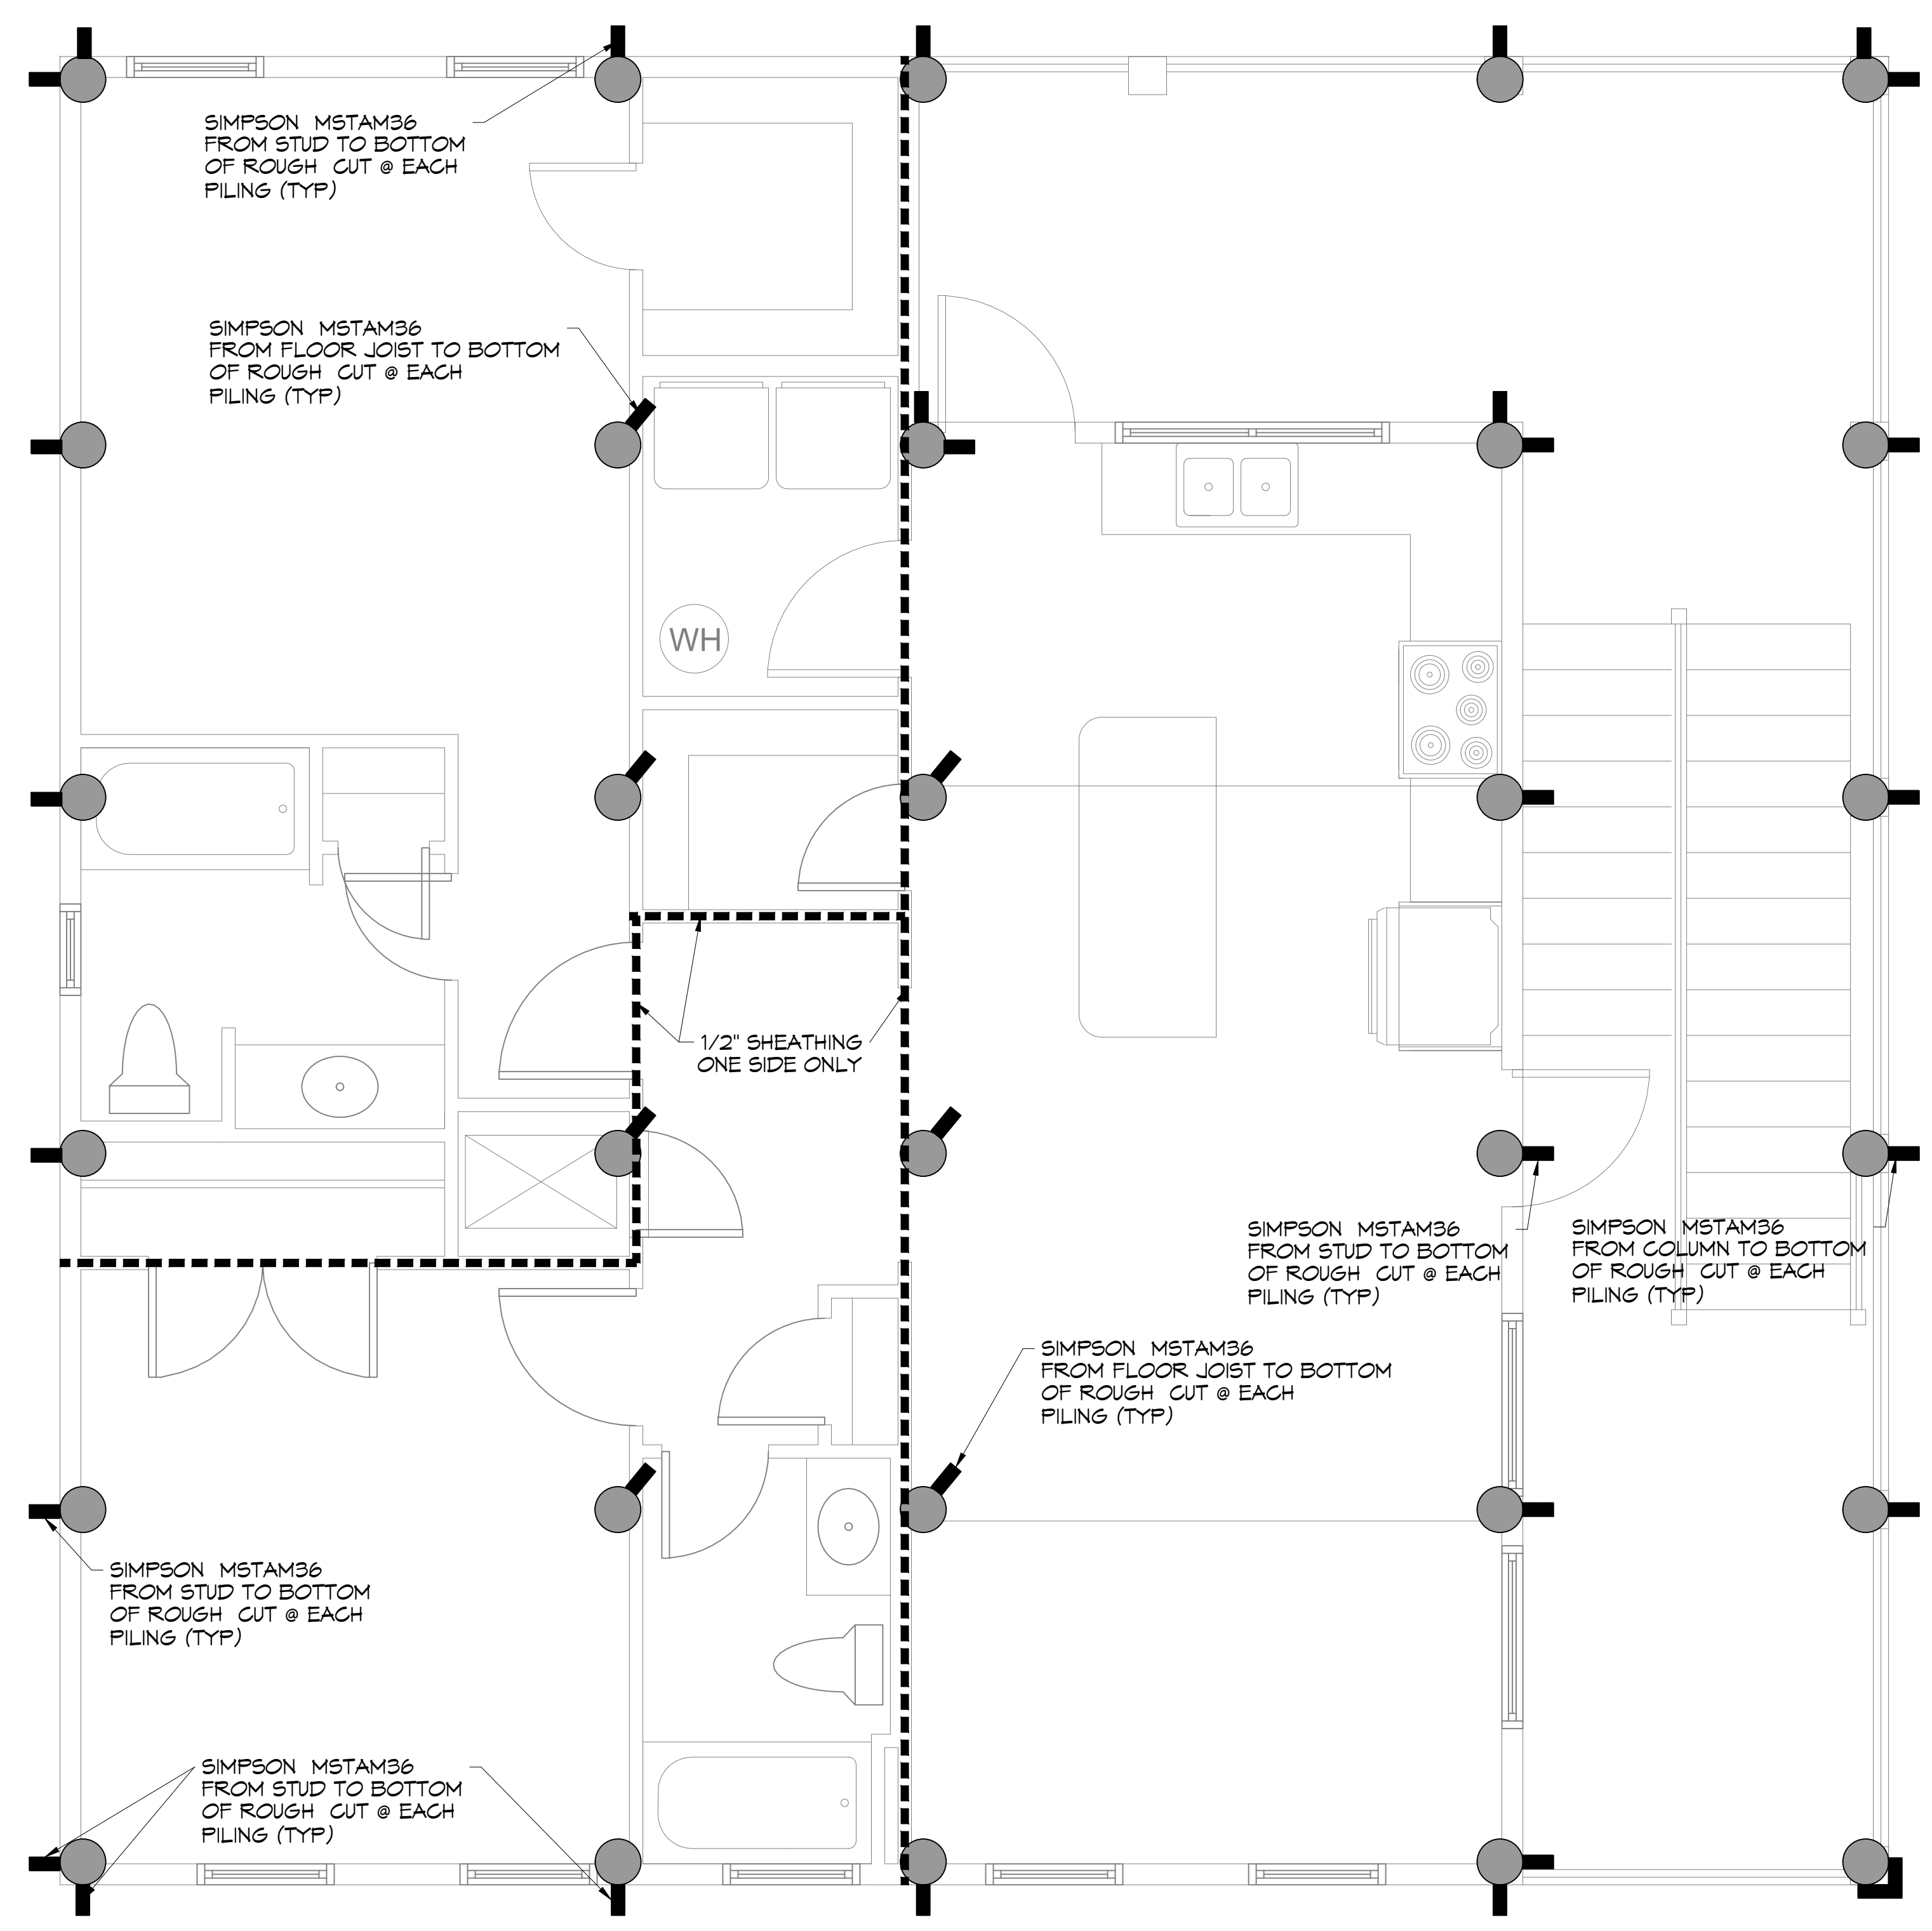 SIMPSON MSTAM36
FROM STUD TO BOTTOM
OF ROUGH CUT @ EACH
PILING (TYP)
SIMPSON MSTAM36
FROM FLOOR JOIST TO BOTTOM
OF ROUGH CUT @ EACH
PILING (TYP)
WH
1/2" SHEATHING
ONE SIDE ONLY
SIMPSON MSTAM36
FROM STUD TO BOTTOM
OF ROUGH CUT @ EACH
PILING (TYP)
SIMPSON MSTAM36
FROM COLUMN TO BOTTOM
OF ROUGH CUT @ EACH
PILING (TYP)
SIMPSON MSTAM36
FROM FLOOR JOIST TO BOTTOM
OF ROUGH CUT @ EACH
PILING (TYP)
SIMPSON MSTAM36
FROM STUD TO BOTTOM
OF ROUGH CUT @ EACH
PILING (TYP)
SIMPSON MSTAM36
FROM STUD TO BOTTOM
OF ROUGH CUT @ EACH
PILING (TYP)